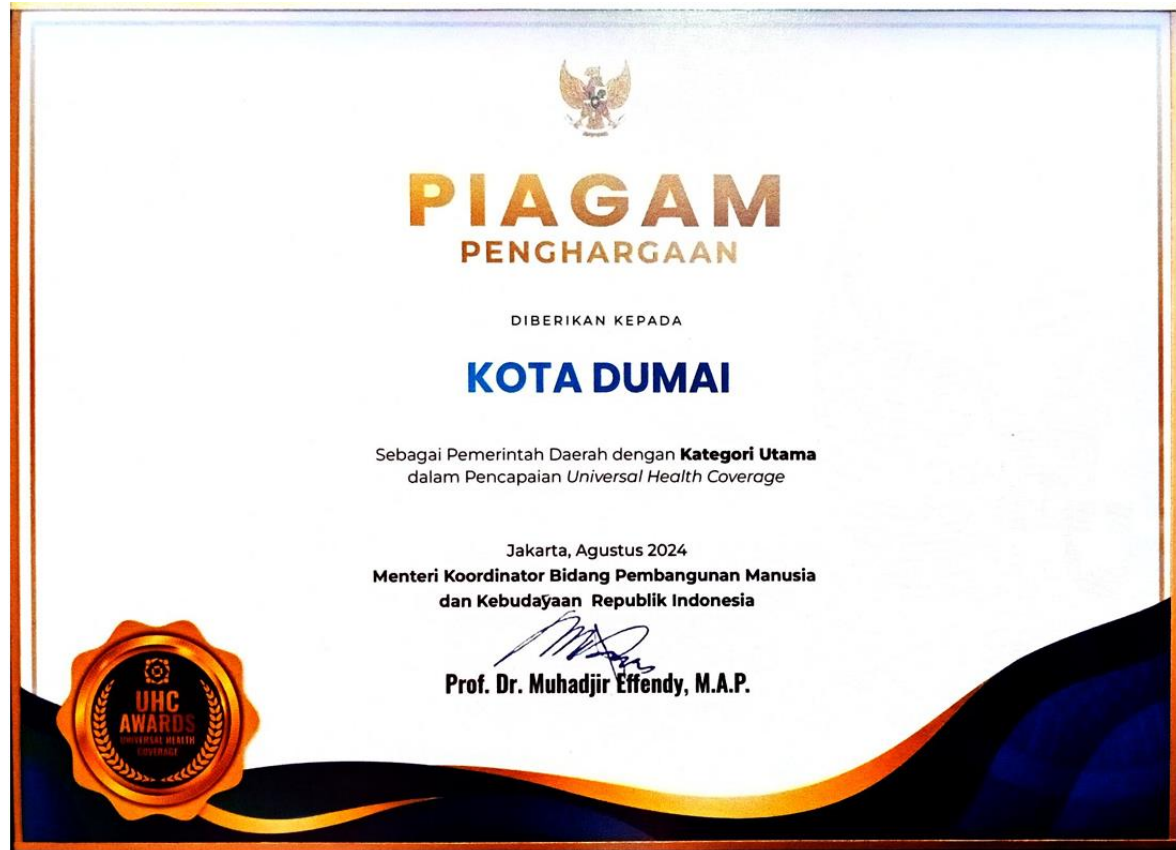 PIAGAM
PENGHARGAAN
DIBERIKAN KEPADA
KOTA DUMAI
Sebagai Pemerintah Daerah dengan Kategori Utama
dalam Pencapaian Universal Health Coverage
Jakarta, Agustus 2024
Menteri Koordinator Bidang Pembangunan Manusia
dan Kebudayaan Republik Indonesia
Prof. Dr. Muhadjir Effendy, M.A.P.
UHC
AWARDS
UNIVERSAL HEALTH
COVERAGE